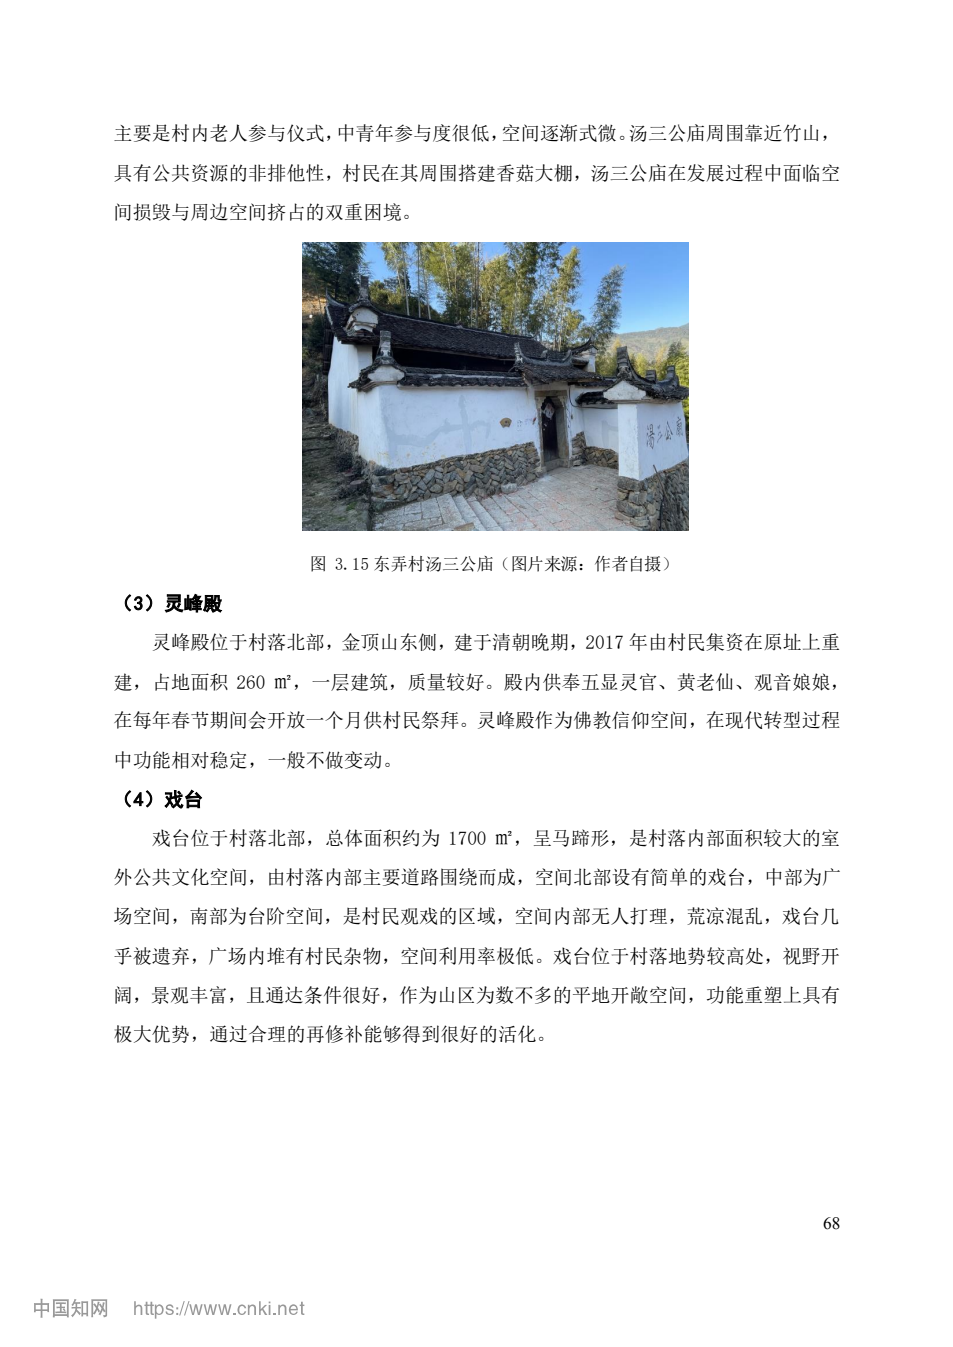 主要是村内老人参与仪式,中青年参与度很低,空间逐渐式微。汤三公庙周围靠近竹山，
具有公共资源的非排他性，村民在其周围搭建香菇大棚，汤三公庙在发展过程中面临空
间损毁与周边空间挤占的双重困境。
汤三公廟
图 3.15 东弄村汤三公庙（图片来源：作者自摄）
（3）灵峰殿
灵峰殿位于村落北部，金顶山东侧，建于清朝晚期，2017 年由村民集资在原址上重
建，占地面积 260 ㎡，一层建筑，质量较好。殿内供奉五显灵官、黄老仙、观音娘娘，
在每年春节期间会开放一个月供村民祭拜。灵峰殿作为佛教信仰空间，在现代转型过程
中功能相对稳定，一般不做变动。
（4）戏台
戏台位于村落北部，总体面积约为 1700 ㎡，呈马蹄形，是村落内部面积较大的室
外公共文化空间，由村落内部主要道路围绕而成，空间北部设有简单的戏台，中部为广
场空间，南部为台阶空间，是村民观戏的区域，空间内部无人打理，荒凉混乱，戏台几
乎被遗弃，广场内堆有村民杂物，空间利用率极低。戏台位于村落地势较高处，视野开
阔，景观丰富，且通达条件很好，作为山区为数不多的平地开敞空间，功能重塑上具有
极大优势，通过合理的再修补能够得到很好的活化。
68
中国知网 https://www.cnki.net